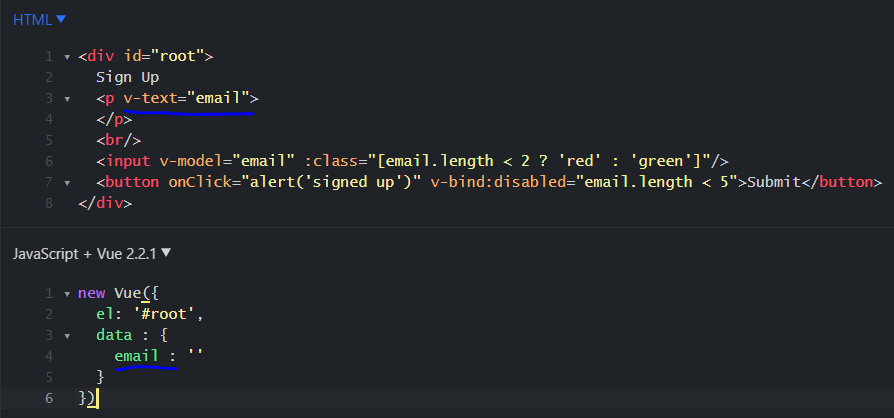 HTML ▼
1 ▾ <div id="root">
2 Sign Up
3 ▾ <p v-text="email">
4 </p>
5 <br/>
6 <input v-model="email" :class="[email.length < 2 ? 'red' : 'green']"/>
7 ▾ <button onClick="alert('signed up')" v-bind:disabled="email.length < 5">Submit</button>
8 </div>
JavaScript + Vue 2.2.1 ▼
1 ▾ new Vue({
2 el: '#root',
3 ▾ data : {
4 email : ''
5 }
6 })